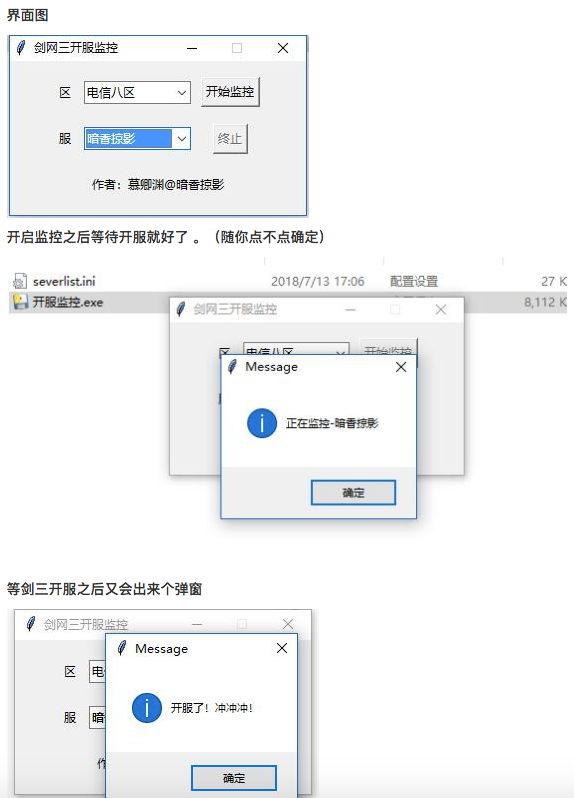 界面图
剑网三开服监控
区 电信八区 开始监控
服 暗香掠影 终止
作者：慕卿渊@暗香掠影
开启监控之后等待开服就好了 。（随你点不点确定）
severlist.ini 2018/7/13 17:06 配置设置 27 K
开服监控.exe 8,112 K
剑网三开服监控
区 电信八区 开始监控
Message
正在监控-暗香掠影
确定
等剑三开服之后又会出来个弹窗
剑网三开服监控
Message
区 电
服 暗
开服了！冲冲冲！
作
确定